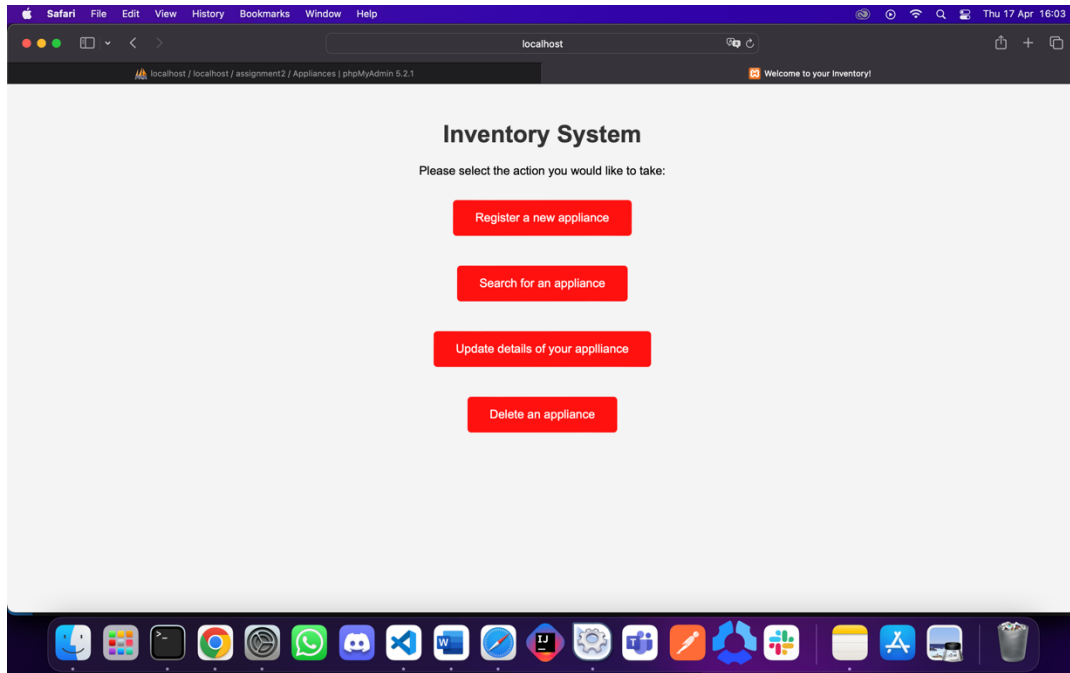 Safari File Edit View History Bookmarks Window Help Thu 17 Apr 16:03
localhost
localhost / localhost / assignment2 / Appliances | phpMyAdmin 5.2.1 Welcome to your Inventory!
Inventory System
Please select the action you would like to take:
Register a new appliance
Search for an appliance
Update details of your applliance
Delete an appliance